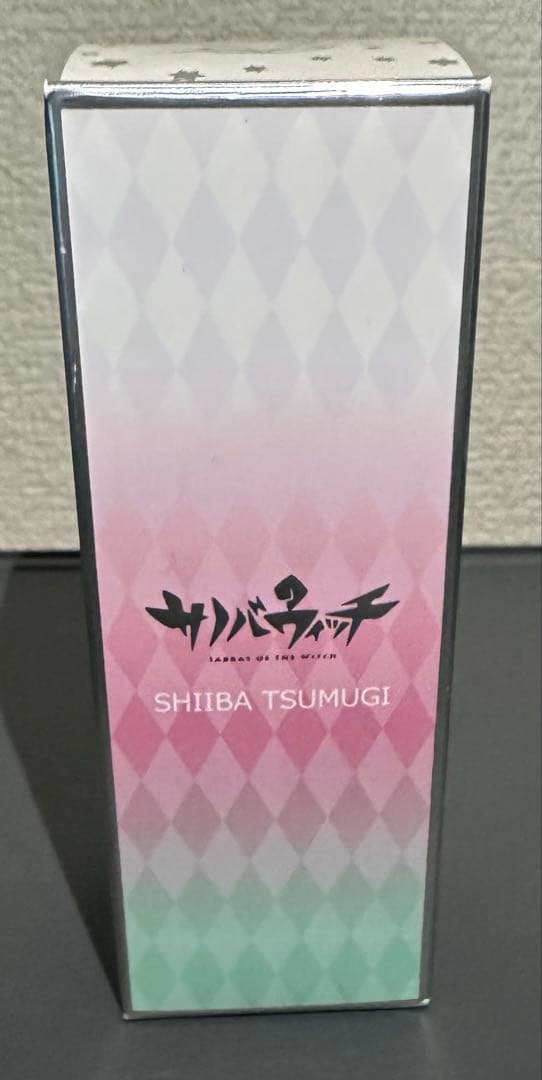 サノバウィッチ
SABBAT OF THE WITCH
SHIIBA TSUMUGI